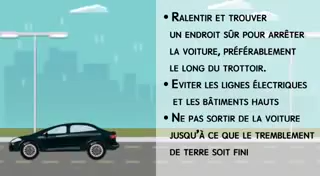 • Ralentir et trouver
un endroit sûr pour arrêter
la voiture, préférablement
le long du trottoir.
• Eviter les lignes électriques
et les bâtiments hauts
• Ne pas sortir de la voiture
jusqu'à ce que le tremblement
de terre soit fini